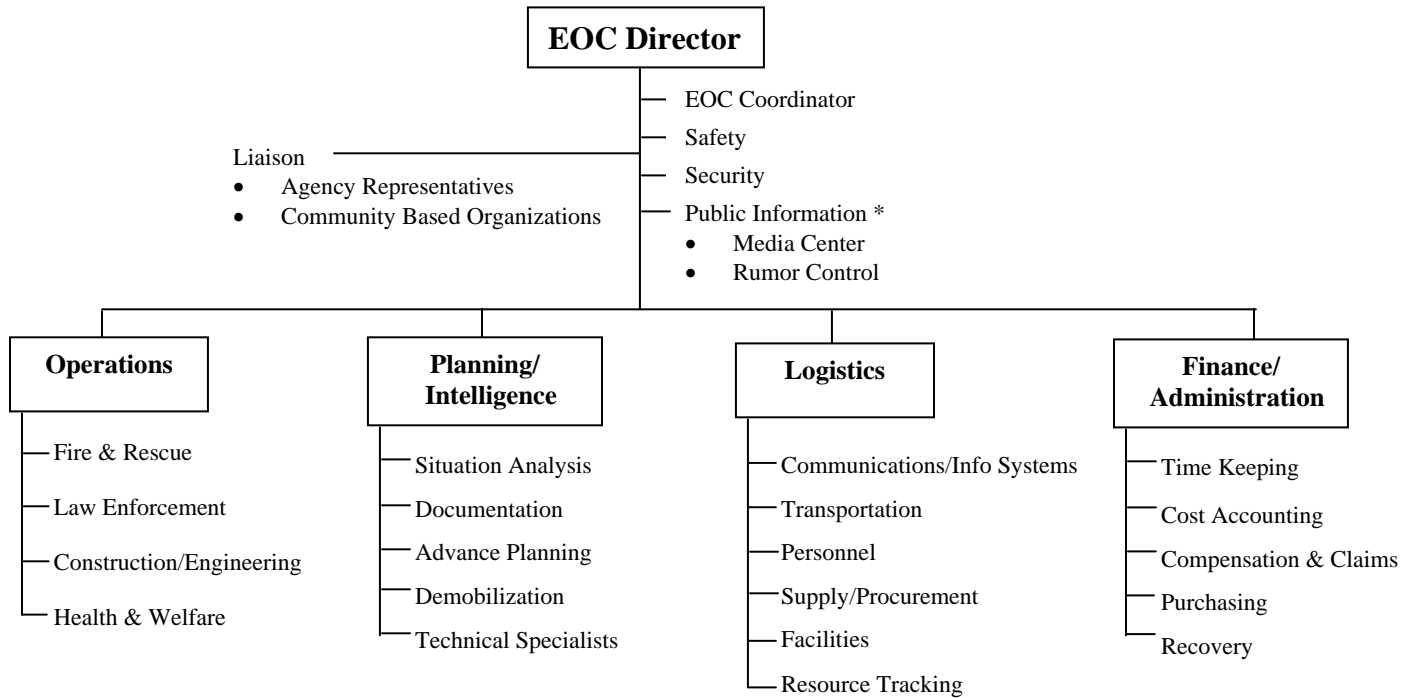 EOC Director
EOC Coordinator
Safety
Security
Public Information *
• Media Center
• Rumor Control
Liaison
• Agency Representatives
• Community Based Organizations
Operations
Fire & Rescue
Law Enforcement
Construction/Engineering
Health & Welfare
Planning/
Intelligence
Situation Analysis
Documentation
Advance Planning
Demobilization
Technical Specialists
Logistics
Communications/Info Systems
Transportation
Personnel
Supply/Procurement
Facilities
Resource Tracking
Finance/
Administration
Time Keeping
Cost Accounting
Compensation & Claims
Purchasing
Recovery